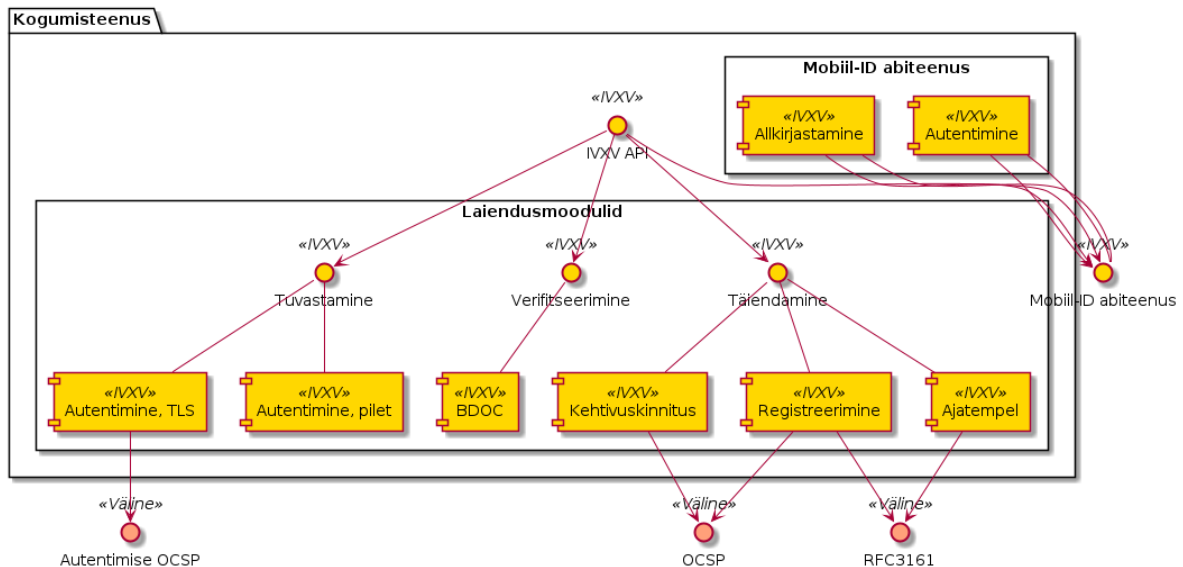 Kogumisteenus
Mobiil-ID abiteenus
«IVXV»
IVXV API
«IVXV»
Allkirjastamine
«IVXV»
Autentimine
Laiendusmoodulid
«IVXV»
Tuvastamine
«IVXV»
Verifitseerimine
«IVXV»
Täiendamine
«IVXV»
Mobiil-ID abiteenus
«IVXV»
Autentimine, TLS
«IVXV»
Autentimine, pilet
«IVXV»
BDOC
«IVXV»
Kehtivuskinnitus
«IVXV»
Registreerimine
«IVXV»
Ajatempel
«Väline»
Autentimise OCSP
«Väline»
OCSP
«Väline»
RFC3161